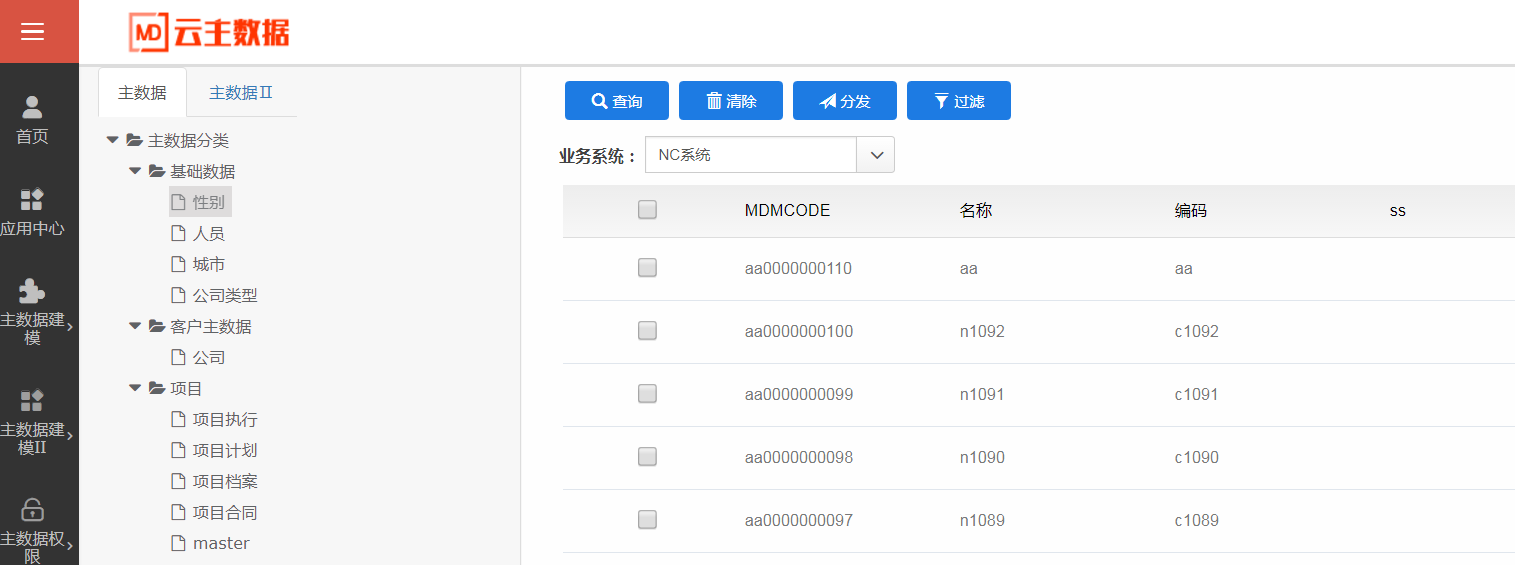 MD 云主数据
首页
应用中心
主数据建
模
主数据建
模II
主数据权
限
主数据 主数据Ⅱ
主数据分类
基础数据
性别
人员
城市
公司类型
客户主数据
公司
项目
项目执行
项目计划
项目档案
项目合同
master
查询 清除 分发 过滤
业务系统： NC系统
MDMCODE 名称 编码 ss
aa0000000110 aa aa
aa0000000100 n1092 c1092
aa0000000099 n1091 c1091
aa0000000098 n1090 c1090
aa0000000097 n1089 c1089